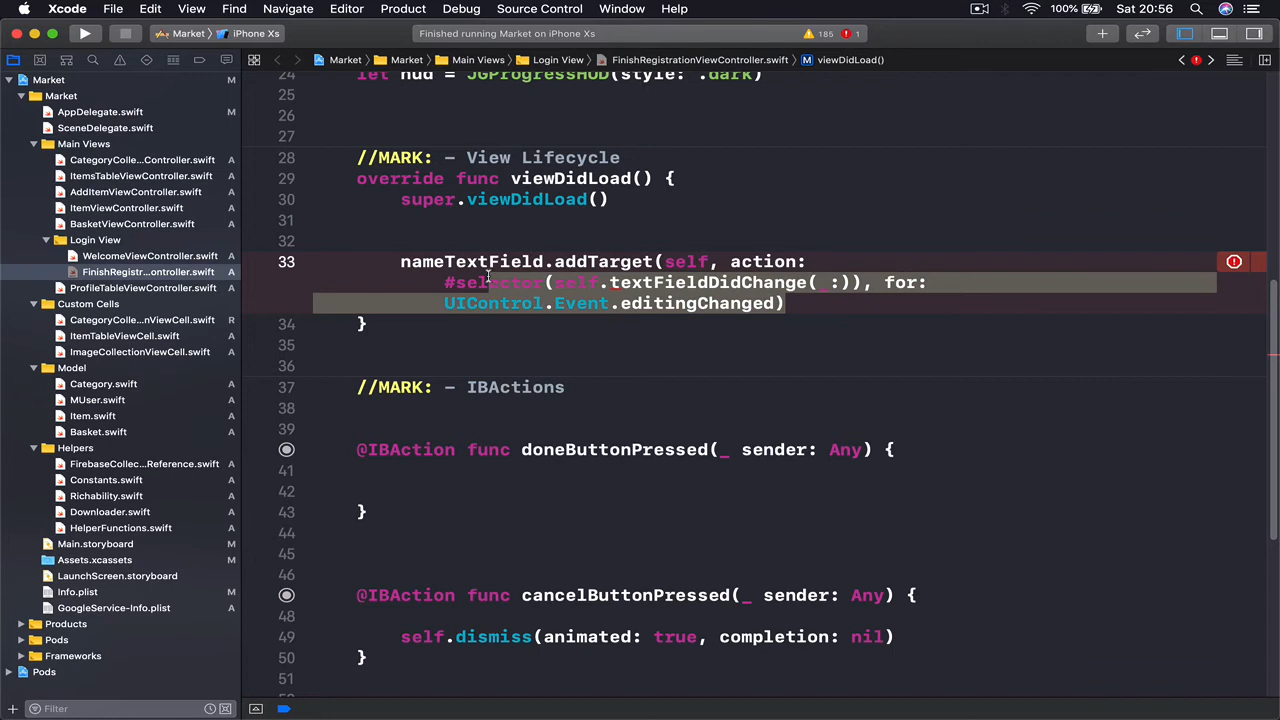 Xcode File Edit View Find Navigate Editor Product Debug Source Control Window Help 100% Sat 20:56
Market iPhone Xs Finished running Market on iPhone Xs 185 1
Market Market Main Views Login View FinishRegistrationViewController.swift M viewDidLoad()
Market
Market
AppDelegate.swift M
SceneDelegate.swift
Main Views
CategoryColle...Controller.swift A
ItemsTableViewController.swift A
AddItemViewController.swift A
ItemViewController.swift A
BasketViewController.swift A
Login View
WelcomeViewController.swift A
FinishRegistr...ontroller.swift A
ProfileTableViewController.swift A
Custom Cells
CategoryCollec...nViewCell.swift R
ItemTableViewCell.swift A
ImageCollectionViewCell.swift A
Model
Category.swift A
MUser.swift A
Item.swift A
Basket.swift A
Helpers
FirebaseCollec...Reference.swift A
Constants.swift A
Richability.swift A
Downloader.swift A
HelperFunctions.swift A
Main.storyboard M
Assets.xcassets A
LaunchScreen.storyboard
Info.plist M
GoogleService-Info.plist A
Products
Pods
Frameworks
Pods
Filter
24 let hud = JGProgressHUD(style: .dark)
25
26
27
28 //MARK: - View Lifecycle
29 override func viewDidLoad() {
30 super.viewDidLoad()
31
32
33 nameTextField.addTarget(self, action:
#selector(self.textFieldDidChange(_:)), for:
UIControl.Event.editingChanged)
34 }
35
36
37 //MARK: - IBActions
38
39
@IBAction func doneButtonPressed(_ sender: Any) {
41
42
43 }
44
45
46
@IBAction func cancelButtonPressed(_ sender: Any) {
48
49 self.dismiss(animated: true, completion: nil)
50 }
51